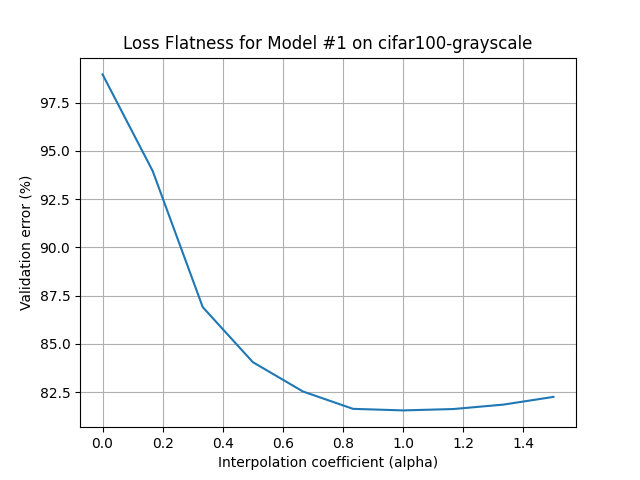 Loss Flatness for Model #1 on cifar100-grayscale
Validation error (%)
97.5
95.0
92.5
90.0
87.5
85.0
82.5
0.0 0.2 0.4 0.6 0.8 1.0 1.2 1.4
Interpolation coefficient (alpha)